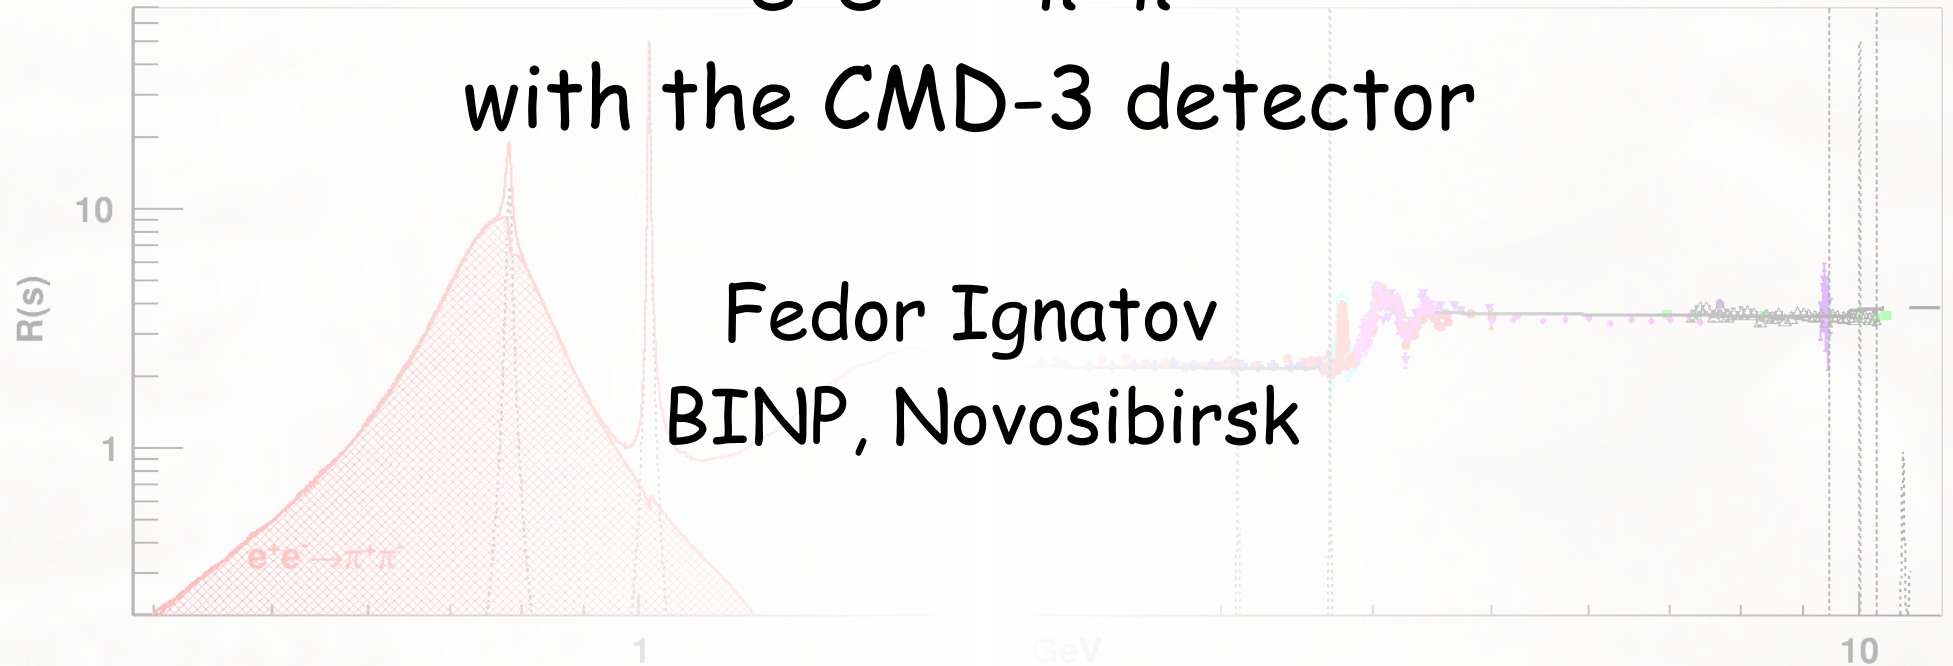 with the CMD-3 detector
10
R(s)
Fedor Ignatov
BINP, Novosibirsk
1
e⁺e⁻→π⁺π⁻
1
GeV
10